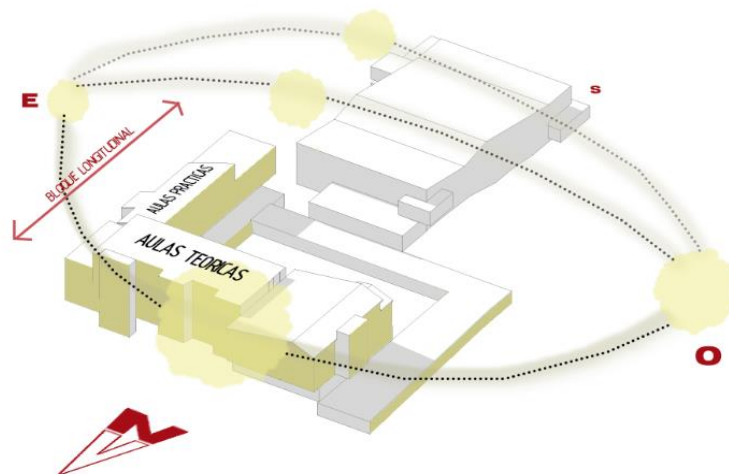 E
S
BLOQUE LONGITUDINAL
AULAS PRACTICAS
AULAS TEORICAS
O
N